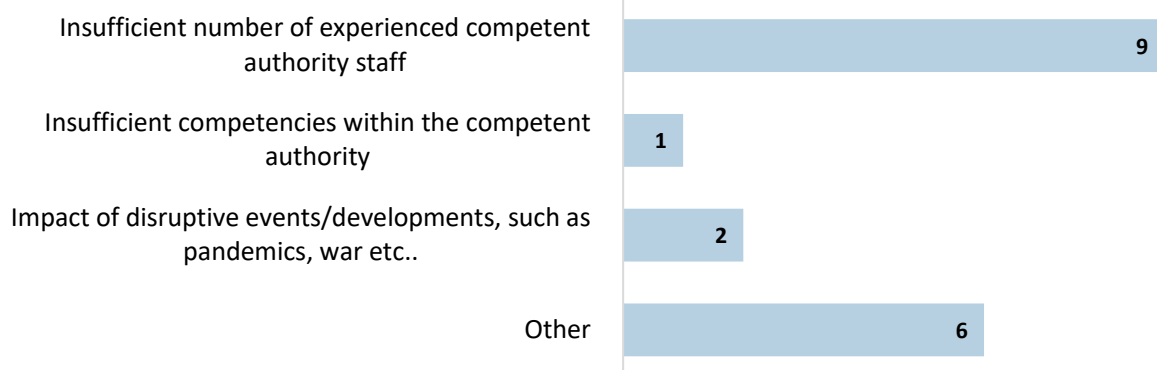 Insufficient number of experienced competent
authority staff
9
Insufficient competencies within the competent
authority
1
Impact of disruptive events/developments, such as
pandemics, war etc..
2
Other
6